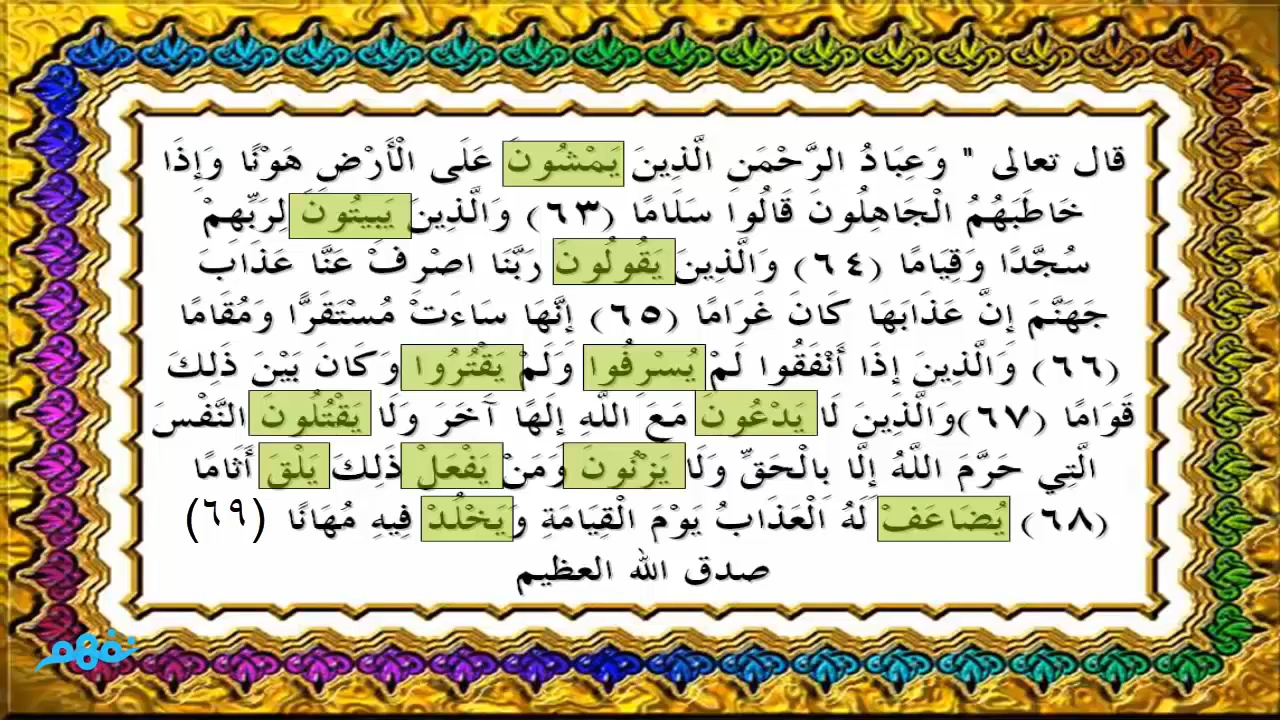 قال تعالى " وَعِبَادُ الرَّحْمَنِ الَّذِينَ يَمْشُونَ عَلَى الْأَرْضِ هَوْنًا وَإِذَا
خَاطَبَهُمُ الْجَاهِلُونَ قَالُوا سَلَامًا (٦٣) وَالَّذِينَ يَبِيتُونَ لِرَبِّهِمْ
سُجَّدًا وَقِيَامًا (٦٤) وَالَّذِينَ يَقُولُونَ رَبَّنَا اصْرِفْ عَنَّا عَذَابَ
جَهَنَّمَ إِنَّ عَذَابَهَا كَانَ غَرَامًا (٦٥) إِنَّهَا سَاءَتْ مُسْتَقَرًّا وَمُقَامًا
(٦٦) وَالَّذِينَ إِذَا أَنْفَقُوا لَمْ يُسْرِفُوا وَلَمْ يَقْتُرُوا وَكَانَ بَيْنَ ذَلِكَ
قَوَامًا (٦٧) وَالَّذِينَ لَا يَدْعُونَ مَعَ اللَّهِ إِلَهًا آخَرَ وَلَا يَقْتُلُونَ النَّفْسَ
الَّتِي حَرَّمَ اللَّهُ إِلَّا بِالْحَقِّ وَلَا يَزْنُونَ وَمَنْ يَفْعَلْ ذَلِكَ يَلْقَ أَثَامًا
(٦٨) يُضَاعَفْ لَهُ الْعَذَابُ يَوْمَ الْقِيَامَةِ وَيَخْلُدْ فِيهِ مُهَانًا (٦٩)
صدق الله العظيم
نفهم